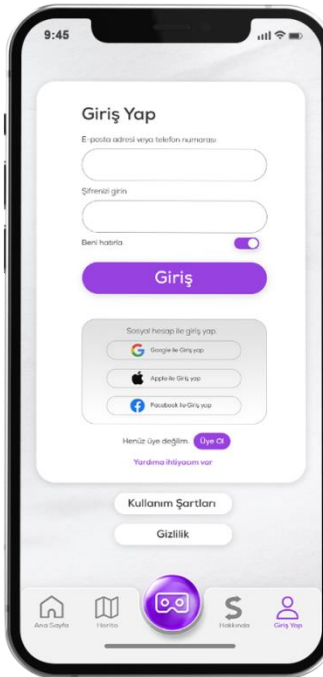 9:45
Giriş Yap
E-posta adresi veya telefon numarası
Şifrenizi girin
Beni hatırla
Giriş
Sosyal hesap ile giriş yap.
Google ile Giriş yap
Apple ile Giriş yap
Facebook ile Giriş yap
Henüz üye değilim. Üye Ol
Yardıma ihtiyacım var
Kullanım Şartları
Gizlilik
Ana Sayfa Harita Hakkında Giriş Yap